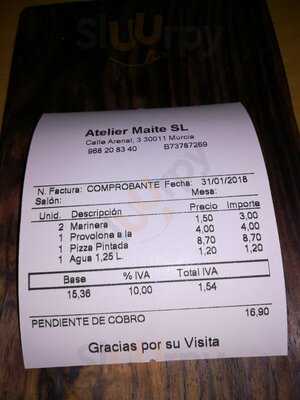 Sluurpy
Atelier Maite SL
Calle Arenal, 3 30011 Murcia
968 20 83 40 B73787269
N. Factura: COMPROBANTE Fecha: 31/01/2018
Salón: Mesa:
Unid. Descripción Precio Importe
2 Marinera 1,50 3,00
1 Provolone a la 4,00 4,00
1 Pizza Pintada 8,70 8,70
1 Agua 1,25 L. 1,20 1,20
Base % IVA Total IVA
15,36 10,00 1,54
PENDIENTE DE COBRO 16,90
Gracias por su Visita